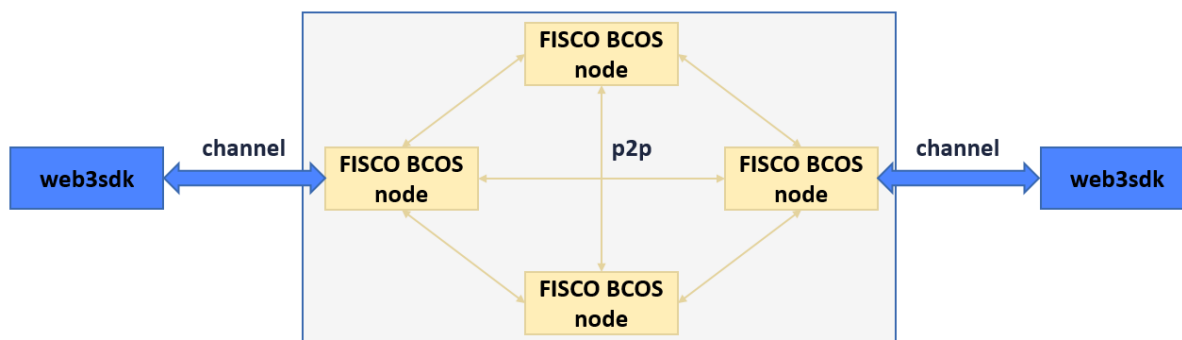 FISCO BCOS
node
channel
p2p
channel
web3sdk
FISCO BCOS
node
FISCO BCOS
node
web3sdk
FISCO BCOS
node